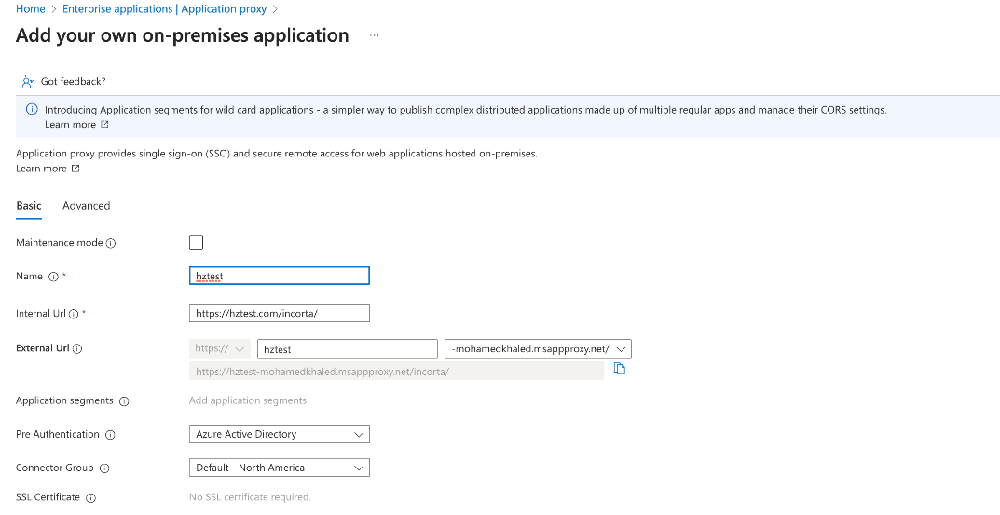 Home > Enterprise applications | Application proxy >
Add your own on-premises application ...
Got feedback?
Introducing Application segments for wild card applications - a simpler way to publish complex distributed applications made up of multiple regular apps and manage their CORS settings.
Learn more
Application proxy provides single sign-on (SSO) and secure remote access for web applications hosted on-premises.
Learn more
Basic Advanced
Maintenance mode
Name * hztest
Internal Url * https://hztest.com/incorta/
External Url https:// hztest -mohamedkhaled.msappproxy.net/
https://hztest-mohamedkhaled.msappproxy.net/incorta/
Application segments Add application segments
Pre Authentication Azure Active Directory
Connector Group Default - North America
SSL Certificate No SSL certificate required.